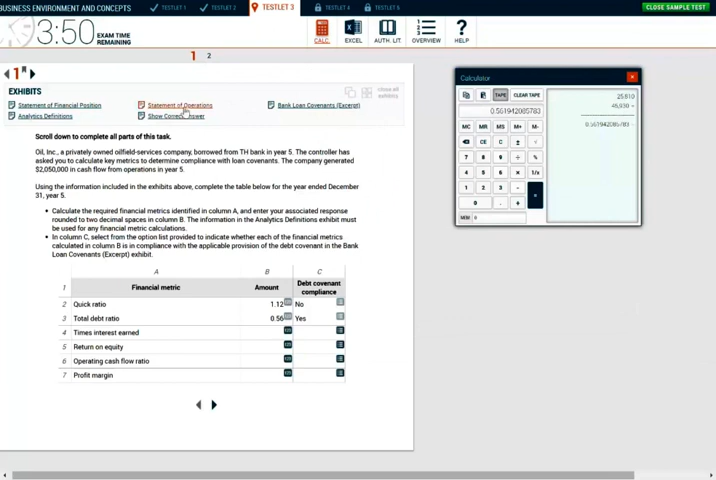 BUSINESS ENVIRONMENT AND CONCEPTS
TESTLET 1
TESTLET 2
TESTLET 3
TESTLET 4
TESTLET 5
CLOSE SAMPLE TEST
3:50 EXAM TIME REMAINING
CALC.
EXCEL
AUTH. LIT.
OVERVIEW
HELP
1 2
1
EXHIBITS
close all exhibits
Statement of Financial Position
Statement of Operations
Bank Loan Covenants (Excerpt)
Analytics Definitions
Show Correct Answer
Scroll down to complete all parts of this task.
Oil, Inc., a privately owned oilfield-services company, borrowed from TH bank in year 5. The controller has
asked you to calculate key metrics to determine compliance with loan covenants. The company generated
$2,050,000 in cash flow from operations in year 5.
Using the information included in the exhibits above, complete the table below for the year ended December
31, year 5.
• Calculate the required financial metrics identified in column A, and enter your associated response
rounded to two decimal spaces in column B. The information in the Analytics Definitions exhibit must
be used for any financial metric calculations.
• In column C, select from the option list provided to indicate whether each of the financial metrics
calculated in column B is in compliance with the applicable provision of the debt covenant in the Bank
Loan Covenants (Excerpt) exhibit.
A B C
1 Financial metric Amount Debt covenant compliance
2 Quick ratio 1.12 No
3 Total debt ratio 0.56 Yes
4 Times interest earned
5 Return on equity
6 Operating cash flow ratio
7 Profit margin
Calculator
TAPE CLEAR TAPE
0.561942085783
MC MR MS M+ M-
CE C ± √
7 8 9 ÷ %
4 5 6 × 1/x
1 2 3 - =
0 . +
MEM 0
25,810
45,930 ÷
0.561942085783